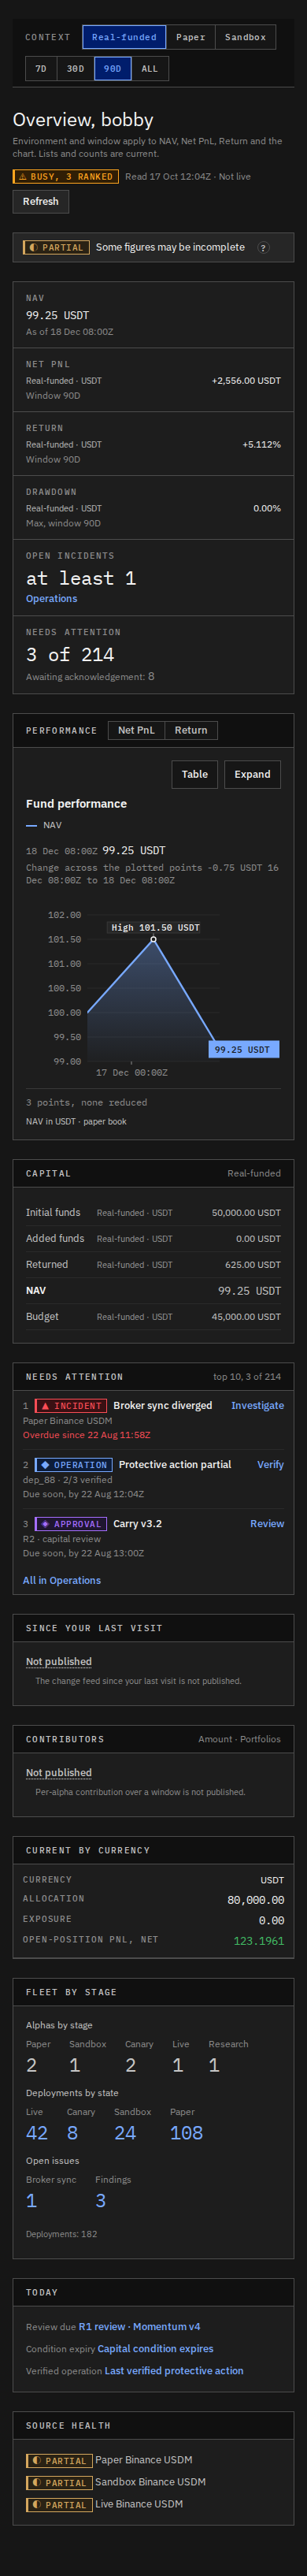 CONTEXT Real-funded Paper Sandbox
7D 30D 90D ALL
Overview, bobby
Environment and window apply to NAV, Net PnL, Return and the
chart. Lists and counts are current.
BUSY, 3 RANKED Read 17 Oct 12:04Z · Not live
Refresh
PARTIAL Some figures may be incomplete ?
NAV
99.25 USDT
As of 18 Dec 08:00Z
NET PNL
Real-funded · USDT +2,556.00 USDT
Window 90D
RETURN
Real-funded · USDT +5.112%
Window 90D
DRAWDOWN
Real-funded · USDT 0.00%
Max, window 90D
OPEN INCIDENTS
at least 1
Operations
NEEDS ATTENTION
3 of 214
Awaiting acknowledgement: 8
PERFORMANCE Net PnL Return
Table Expand
Fund performance
NAV
18 Dec 08:00Z 99.25 USDT
Change across the plotted points -0.75 USDT 16
Dec 08:00Z to 18 Dec 08:00Z
102.00
High 101.50 USDT
101.50
101.00
100.50
100.00
99.50
99.25 USDT
99.00
17 Dec 00:00Z
3 points, none reduced
NAV in USDT · paper book
CAPITAL Real-funded
Initial funds Real-funded · USDT 50,000.00 USDT
Added funds Real-funded · USDT 0.00 USDT
Returned Real-funded · USDT 625.00 USDT
NAV 99.25 USDT
Budget Real-funded · USDT 45,000.00 USDT
NEEDS ATTENTION top 10, 3 of 214
1 INCIDENT Broker sync diverged Investigate
Paper Binance USDM
Overdue since 22 Aug 11:58Z
2 OPERATION Protective action partial Verify
dep_88 · 2/3 verified
Due soon, by 22 Aug 12:04Z
3 APPROVAL Carry v3.2 Review
R2 · capital review
Due soon, by 22 Aug 13:00Z
All in Operations
SINCE YOUR LAST VISIT
Not published
The change feed since your last visit is not published.
CONTRIBUTORS Amount · Portfolios
Not published
Per-alpha contribution over a window is not published.
CURRENT BY CURRENCY
CURRENCY USDT
ALLOCATION 80,000.00
EXPOSURE 0.00
OPEN-POSITION PNL, NET 123.1961
FLEET BY STAGE
Alphas by stage
Paper Sandbox Canary Live Research
2 1 2 1 1
Deployments by state
Live Canary Sandbox Paper
42 8 24 108
Open issues
Broker sync Findings
1 3
Deployments: 182
TODAY
Review due R1 review · Momentum v4
Condition expiry Capital condition expires
Verified operation Last verified protective action
SOURCE HEALTH
PARTIAL Paper Binance USDM
PARTIAL Sandbox Binance USDM
PARTIAL Live Binance USDM